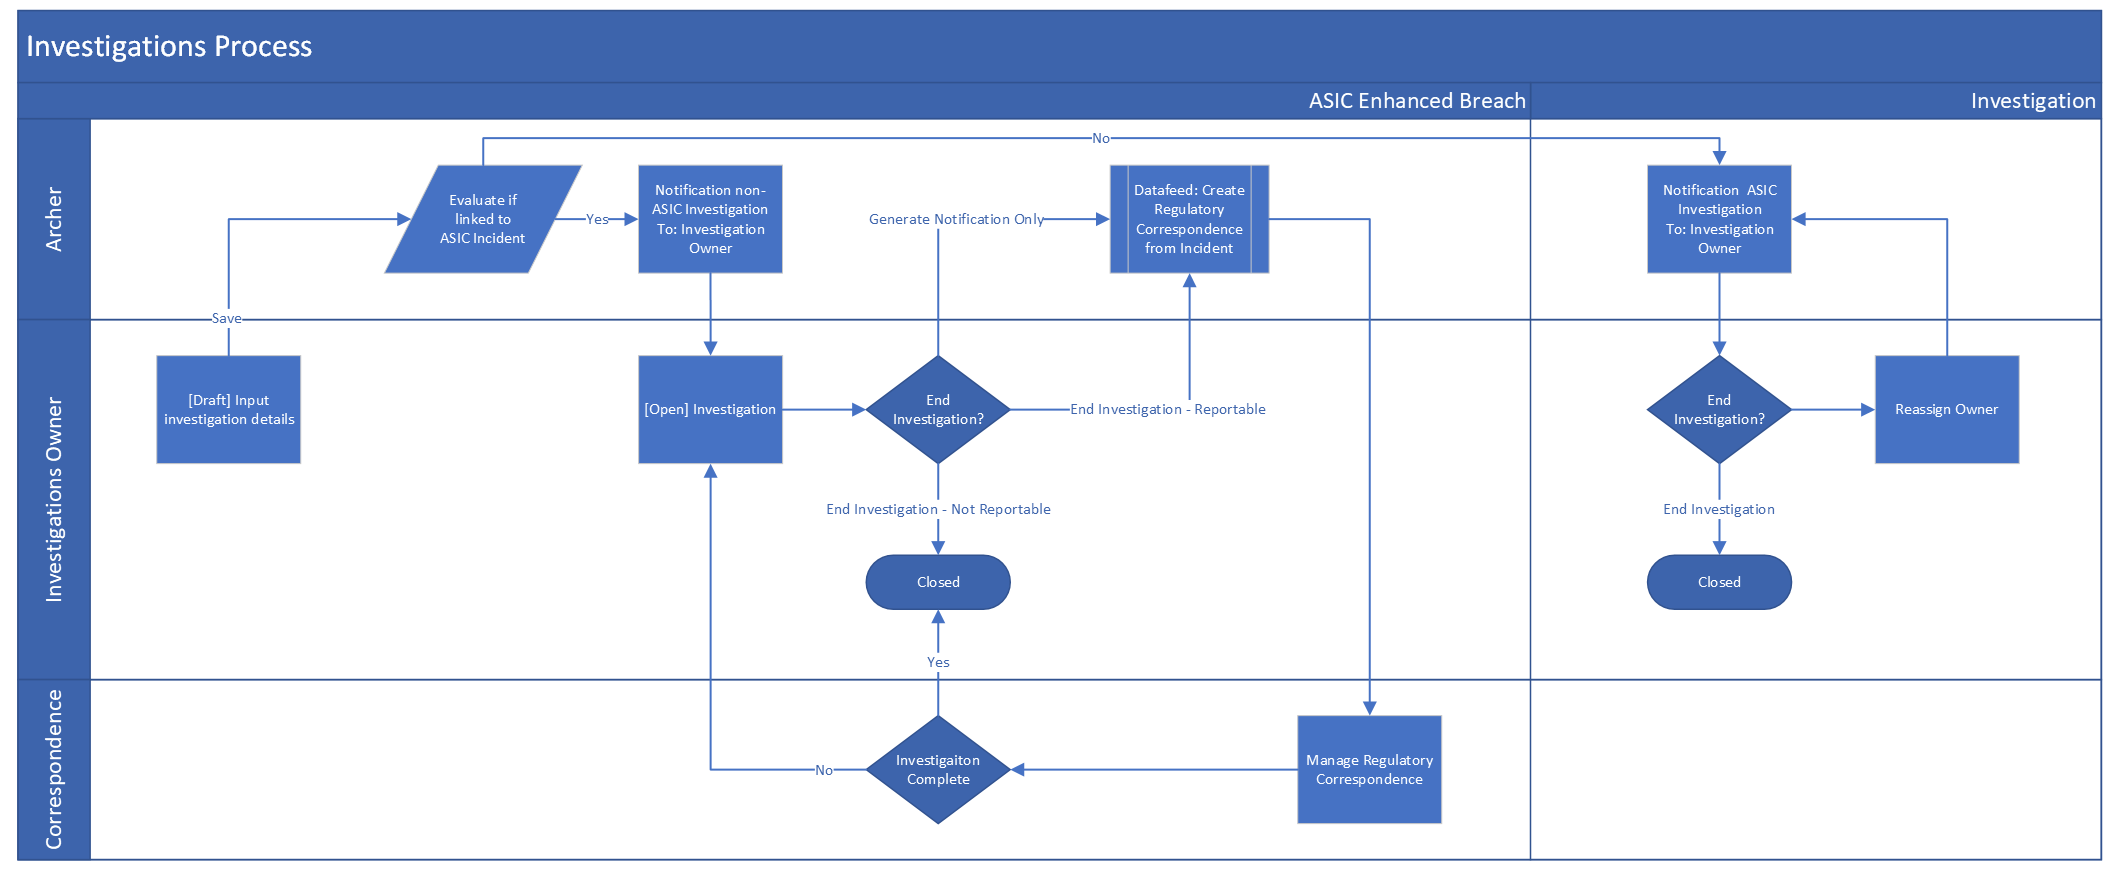 Investigations Process
ASIC Enhanced Breach
Investigation
Archer
No
Evaluate if
linked to
ASIC Incident
Yes
Notification non-
ASIC Investigation
To: Investigation
Owner
Generate Notification Only
Datafeed: Create
Regulatory
Correspondence
from Incident
Notification  ASIC
Investigation
To: Investigation
Owner
Save
Investigations Owner
[Draft] Input
investigation details
[Open] Investigation
End
Investigation?
End Investigation - Reportable
End
Investigation?
Reassign Owner
End Investigation - Not Reportable
End Investigation
Closed
Closed
Yes
Correspondence
No
Investigaiton
Complete
Manage Regulatory
Correspondence